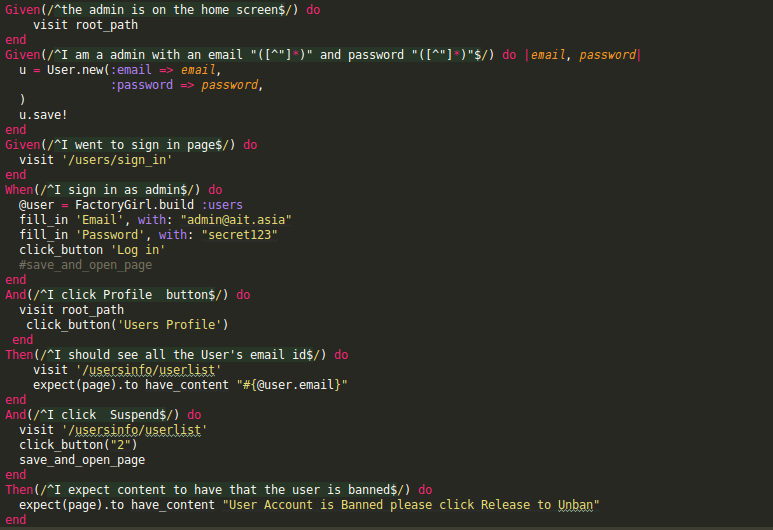 Given(/^the admin is on the home screen$/) do
    visit root_path
end
Given(/^I am a admin with an email "([^"]*)" and password "([^"]*)"$/) do |email, password|
  u = User.new(:email => email,
               :password => password,
  )
  u.save!
end
Given(/^I went to sign in page$/) do
  visit '/users/sign_in'
end
When(/^I sign in as admin$/) do
  @user = FactoryGirl.build :users
  fill_in 'Email', with: "admin@ait.asia"
  fill_in 'Password', with: "secret123"
  click_button 'Log in'
  #save_and_open_page
end
And(/^I click Profile  button$/) do
  visit root_path
   click_button('Users Profile')
 end
Then(/^I should see all the User's email id$/) do
    visit '/usersinfo/userlist'
    expect(page).to have_content "#{@user.email}"
end
And(/^I click  Suspend$/) do
  visit '/usersinfo/userlist'
  click_button("2")
  save_and_open_page
end
Then(/^I expect content to have that the user is banned$/) do
  expect(page).to have_content "User Account is Banned please click Release to Unban"
end